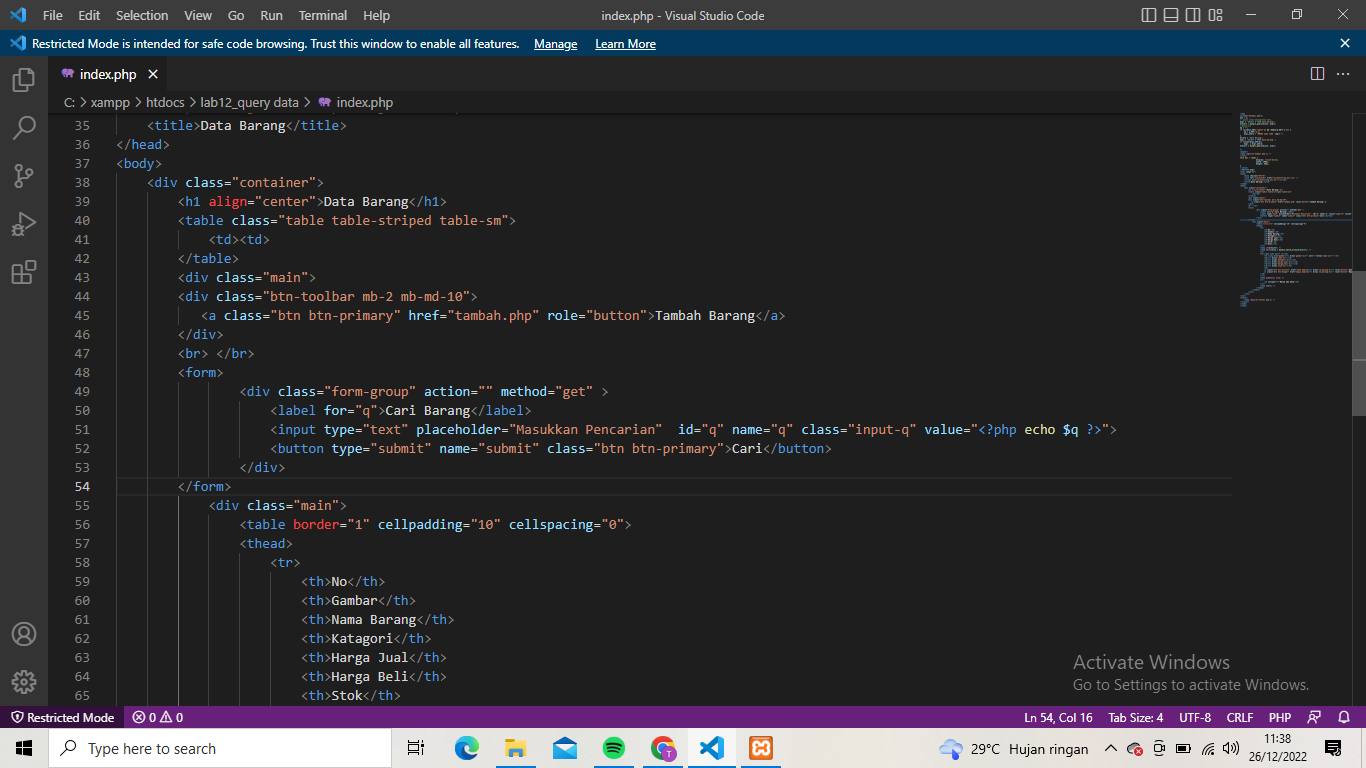 File Edit Selection View Go Run Terminal Help index.php - Visual Studio Code
Restricted Mode is intended for safe code browsing. Trust this window to enable all features. Manage Learn More
index.php
C: > xampp > htdocs > lab12_query data > index.php
35 <title>Data Barang</title>
36 </head>
37 <body>
38 <div class="container">
39 <h1 align="center">Data Barang</h1>
40 <table class="table table-striped table-sm">
41 <td><td>
42 </table>
43 <div class="main">
44 <div class="btn-toolbar mb-2 mb-md-10">
45 <a class="btn btn-primary" href="tambah.php" role="button">Tambah Barang</a>
46 </div>
47 <br> </br>
48 <form>
49 <div class="form-group" action="" method="get" >
50 <label for="q">Cari Barang</label>
51 <input type="text" placeholder="Masukkan Pencarian"  id="q" name="q" class="input-q" value="<?php echo $q ?>">
52 <button type="submit" name="submit" class="btn btn-primary">Cari</button>
53 </div>
54 </form>
55 <div class="main">
56 <table border="1" cellpadding="10" cellspacing="0">
57 <thead>
58 <tr>
59 <th>No</th>
60 <th>Gambar</th>
61 <th>Nama Barang</th>
62 <th>Katagori</th>
63 <th>Harga Jual</th>
64 <th>Harga Beli</th>
65 <th>Stok</th>
Activate Windows
Go to Settings to activate Windows.
Restricted Mode 0 0 Ln 54, Col 16 Tab Size: 4 UTF-8 CRLF PHP
Type here to search 29°C Hujan ringan 11:38
26/12/2022